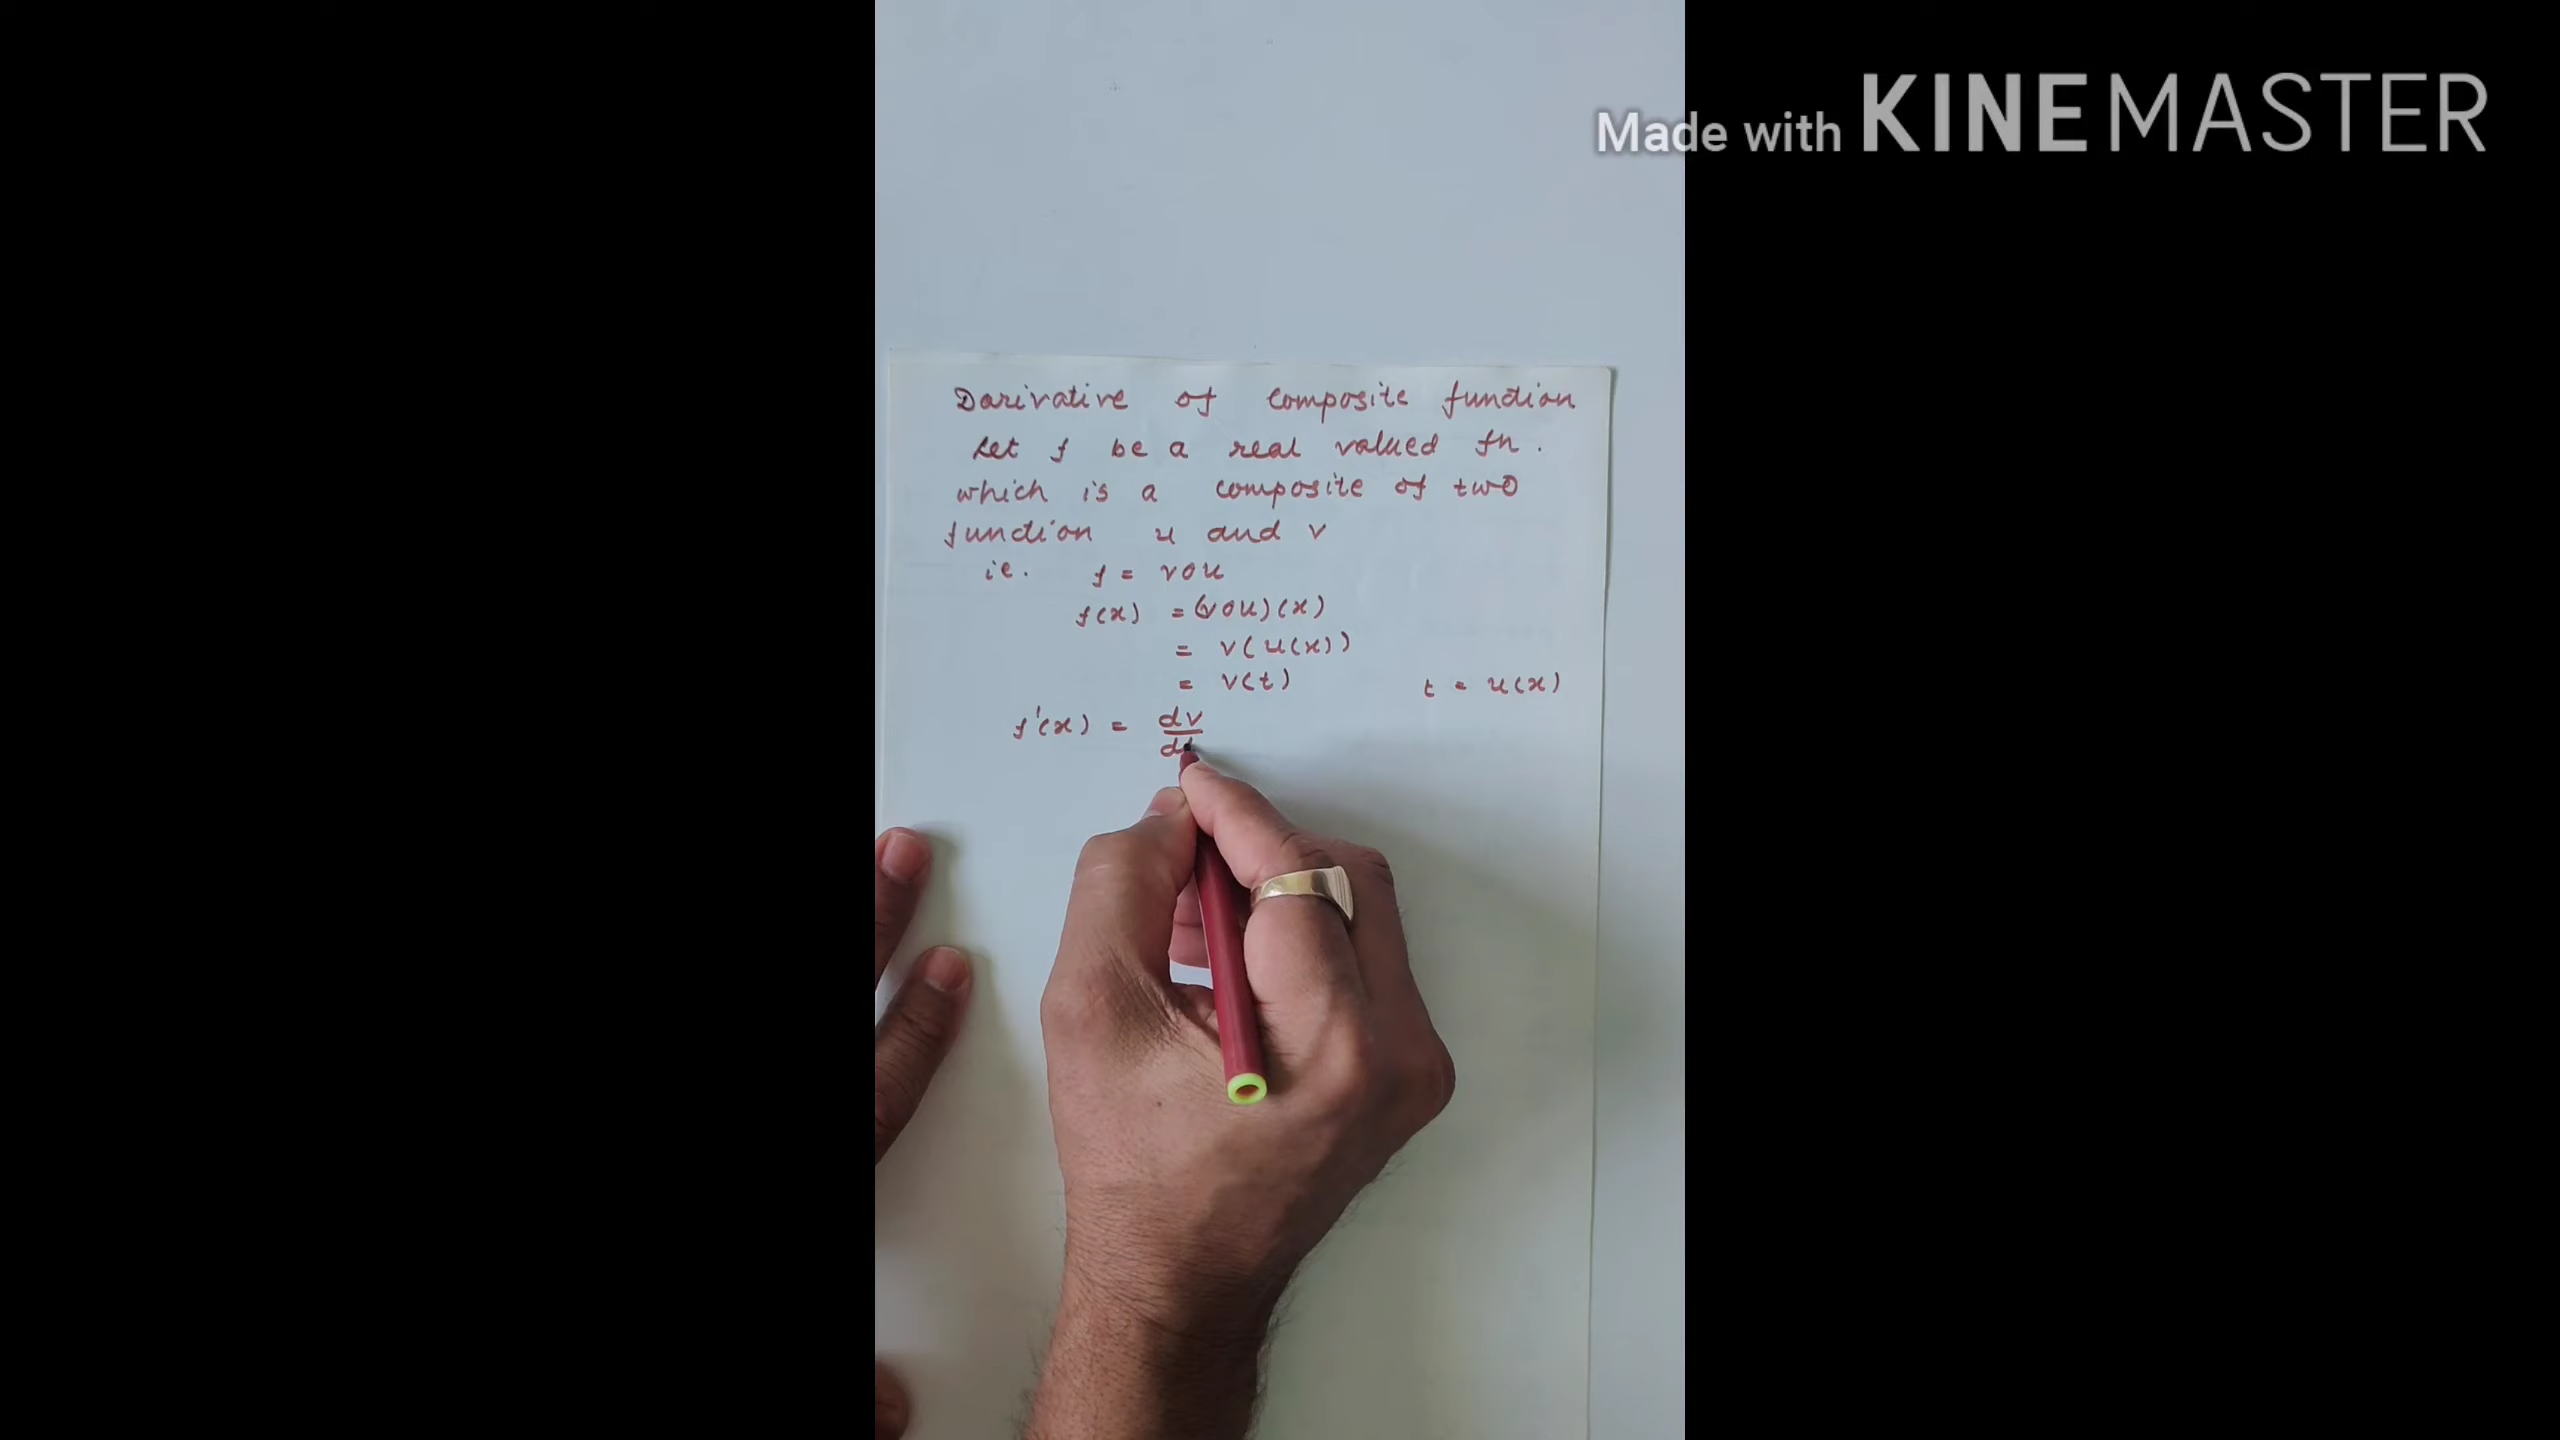 Made with KINEMASTER
Darivative of composite function
Let f be a real valued fn.
which is a composite of two
function u and v
ie. f = vou
f(x) = (vou)(x)
= v(u(x))
= v(t) t = u(x)
f'(x) = dv
dt